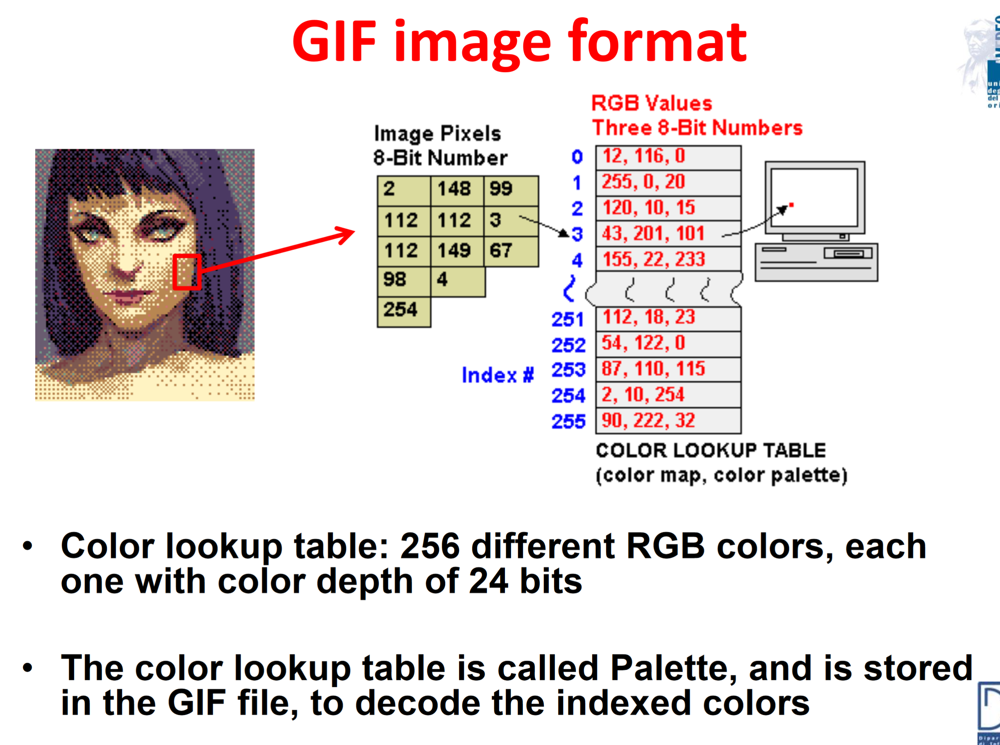 GIF image format
RGB Values
Three 8-Bit Numbers
Image Pixels
8-Bit Number
2 148 99
112 112 3
112 149 67
98 4
254
0 12, 116, 0
1 255, 0, 20
2 120, 10, 15
3 43, 201, 101
4 155, 22, 233
251 112, 18, 23
252 54, 122, 0
Index # 253 87, 110, 115
254 2, 10, 254
255 90, 222, 32
COLOR LOOKUP TABLE
(color map, color palette)
• Color lookup table: 256 different RGB colors, each
one with color depth of 24 bits
• The color lookup table is called Palette, and is stored
in the GIF file, to decode the indexed colors